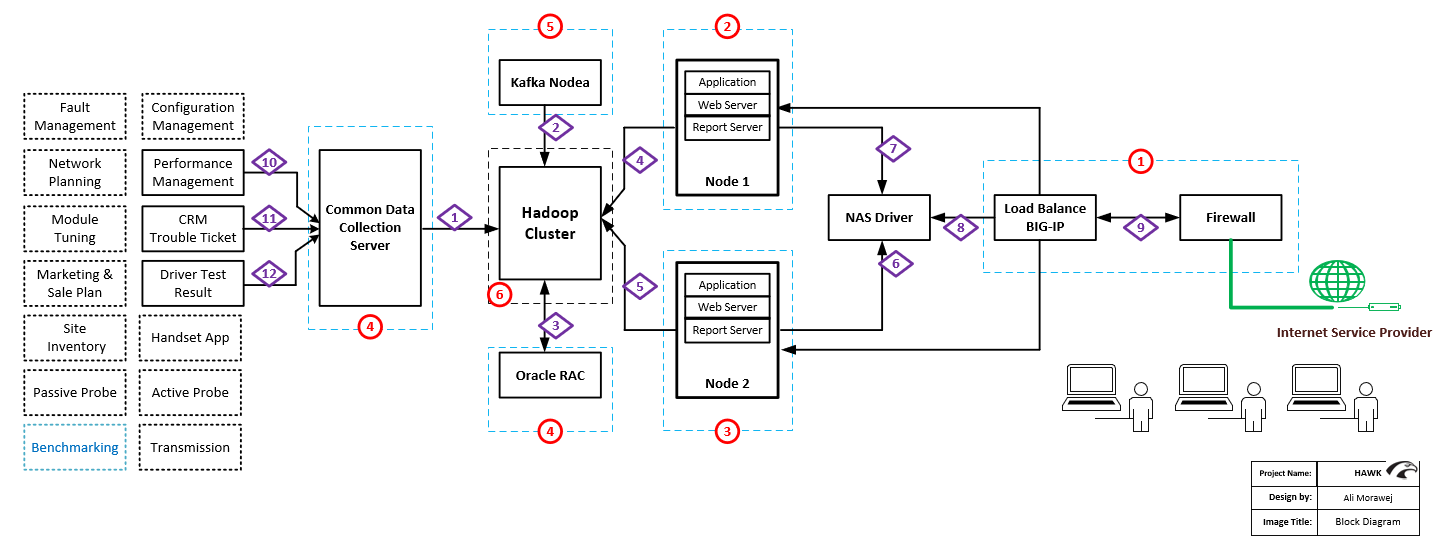 5
2
Kafka Nodea
Application
Web Server
Report Server
Node 1
Fault
Management
Configuration
Management
Network
Planning
Performance
Management
Module
Tuning
CRM
Trouble Ticket
Marketing &
Sale Plan
Driver Test
Result
Site
Inventory
Handset App
Passive Probe
Active Probe
Benchmarking
Transmission
10
11
12
Common Data
Collection
Server
4
1
2
Hadoop
Cluster
6
3
Oracle RAC
4
4
5
7
NAS Driver
6
Application
Web Server
Report Server
Node 2
3
8
1
Load Balance
BIG-IP
9
Firewall
Internet Service Provider
Project Name:
HAWK
Design by:
Ali Morawej
Image Title:
Block Diagram